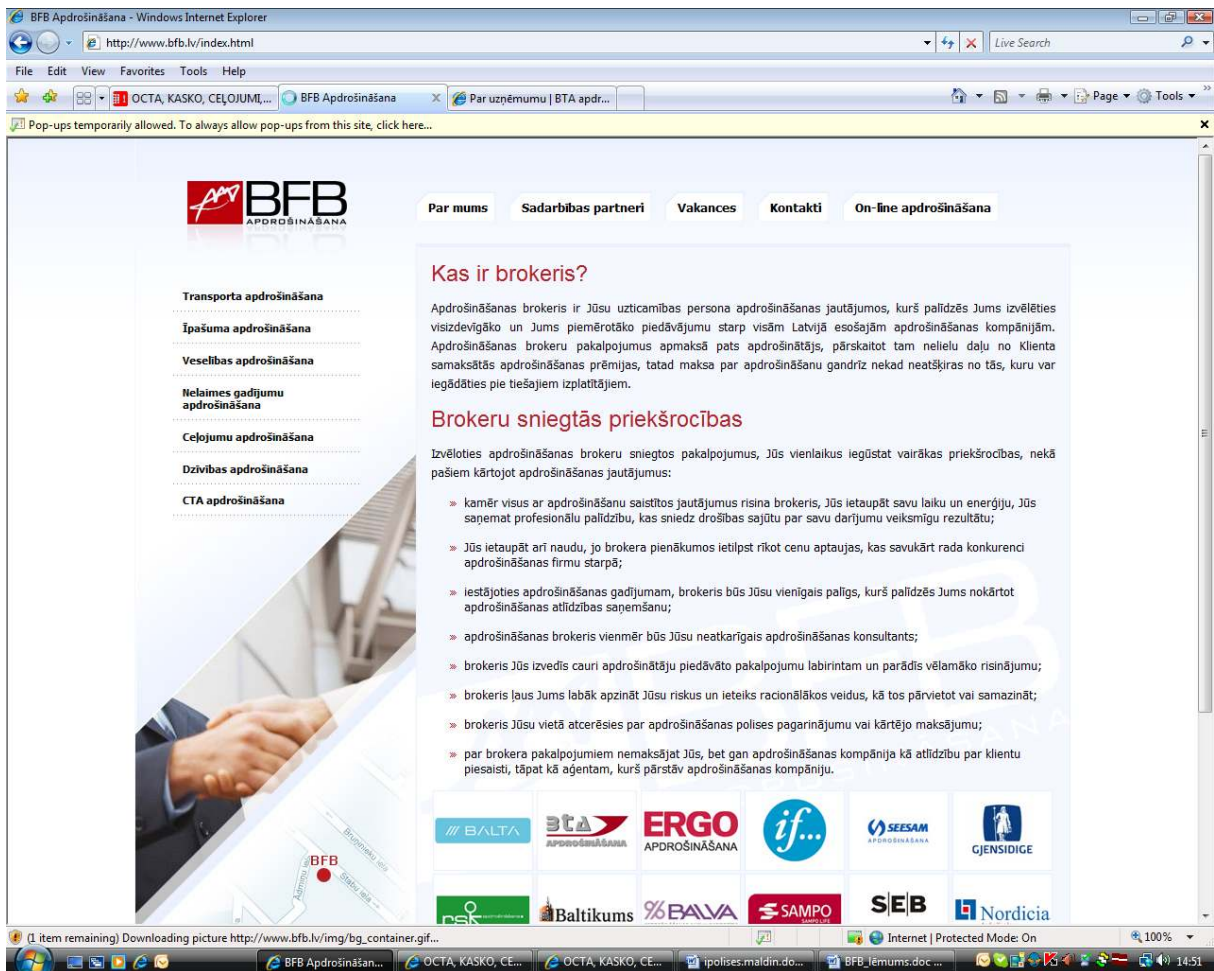 BFB Apdrošināšana - Windows Internet Explorer
http://www.bfb.lv/index.html
Live Search
File Edit View Favorites Tools Help
OCTA, KASKO, CEĻOJUMI,... BFB Apdrošināšana Par uzņēmumu | BTA apdr...
Page Tools
Pop-ups temporarily allowed. To always allow pop-ups from this site, click here...
BFB
APDROŠINĀŠANA
Par mums Sadarbības partneri Vakances Kontakti On-line apdrošināšana
Transporta apdrošināšana
Īpašuma apdrošināšana
Veselības apdrošināšana
Nelaimes gadījumu
apdrošināšana
Ceļojumu apdrošināšana
Dzīvības apdrošināšana
CTA apdrošināšana
Kas ir brokeris?
Apdrošināšanas brokeris ir Jūsu uzticamības persona apdrošināšanas jautājumos, kurš palīdzēs Jums izvēlēties
visizdevīgāko un Jums piemērotāko piedāvājumu starp visām Latvijā esošajām apdrošināšanas kompānijām.
Apdrošināšanas brokeru pakalpojumus apmaksā pats apdrošinātājs, pārskaitot tam nelielu daļu no Klienta
samaksātās apdrošināšanas prēmijas, tatad maksa par apdrošināšanu gandrīz nekad neatšķiras no tās, kuru var
iegādāties pie tiešajiem izplatītājiem.
Brokeru sniegtās priekšrocības
Izvēloties apdrošināšanas brokeru sniegtos pakalpojumus, Jūs vienlaikus iegūstat vairākas priekšrocības, nekā
pašiem kārtojot apdrošināšanas jautājumus:
» kamēr visus ar apdrošināšanu saistītos jautājumus risina brokeris, Jūs ietaupāt savu laiku un enerģiju, Jūs
saņemat profesionālu palīdzību, kas sniedz drošības sajūtu par savu darījumu veiksmīgu rezultātu;
» Jūs ietaupāt arī naudu, jo brokera pienākumos ietilpst rīkot cenu aptaujas, kas savukārt rada konkurenci
apdrošināšanas firmu starpā;
» iestājoties apdrošināšanas gadījumam, brokeris būs Jūsu vienīgais palīgs, kurš palīdzēs Jums nokārtot
apdrošināšanas atlīdzības saņemšanu;
» apdrošināšanas brokeris vienmēr būs Jūsu neatkarīgais apdrošināšanas konsultants;
» brokeris Jūs izvedīs cauri apdrošinātāju piedāvāto pakalpojumu labirintam un parādīs vēlamāko risinājumu;
» brokeris ļaus Jums labāk apzināt Jūsu riskus un ieteiks racionālākos veidus, kā tos pārvietot vai samazināt;
» brokeris Jūsu vietā atcerēsies par apdrošināšanas polises pagarinājumu vai kārtējo maksājumu;
» par brokera pakalpojumiem nemaksājat Jūs, bet gan apdrošināšanas kompānija kā atlīdzību par klientu
piesaisti, tāpat kā aģentam, kurš pārstāv apdrošināšanas kompāniju.
BALTA BTA APDROŠINĀŠANA ERGO APDROŠINĀŠANA if... SEESAM APDROŠINĀŠANA GJENSIDIGE
rsk Baltikums BALVA SAMPO SAMPO LIFE SEB Nordicia
Bruņinieku iela
BFB
Stabu iela
(1 item remaining) Downloading picture http://www.bfb.lv/img/bg_container.gif...
Internet | Protected Mode: On 100%
BFB Apdrošināšan... OCTA, KASKO, CE... OCTA, KASKO, CE... ipolises.maldin.do... BFB_lēmums.doc ... 14:51